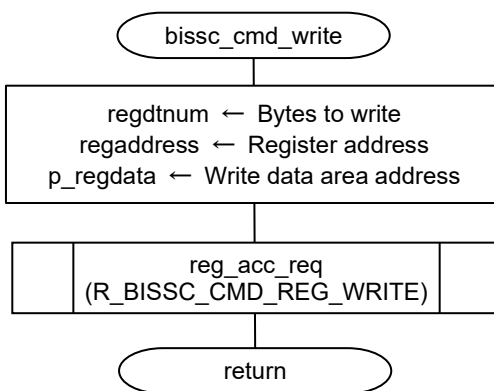 bissc_cmd_write
regdtnum ← Bytes to write
regaddress ← Register address
p_regdata ← Write data area address
reg_acc_req
(R_BISSC_CMD_REG_WRITE)
return